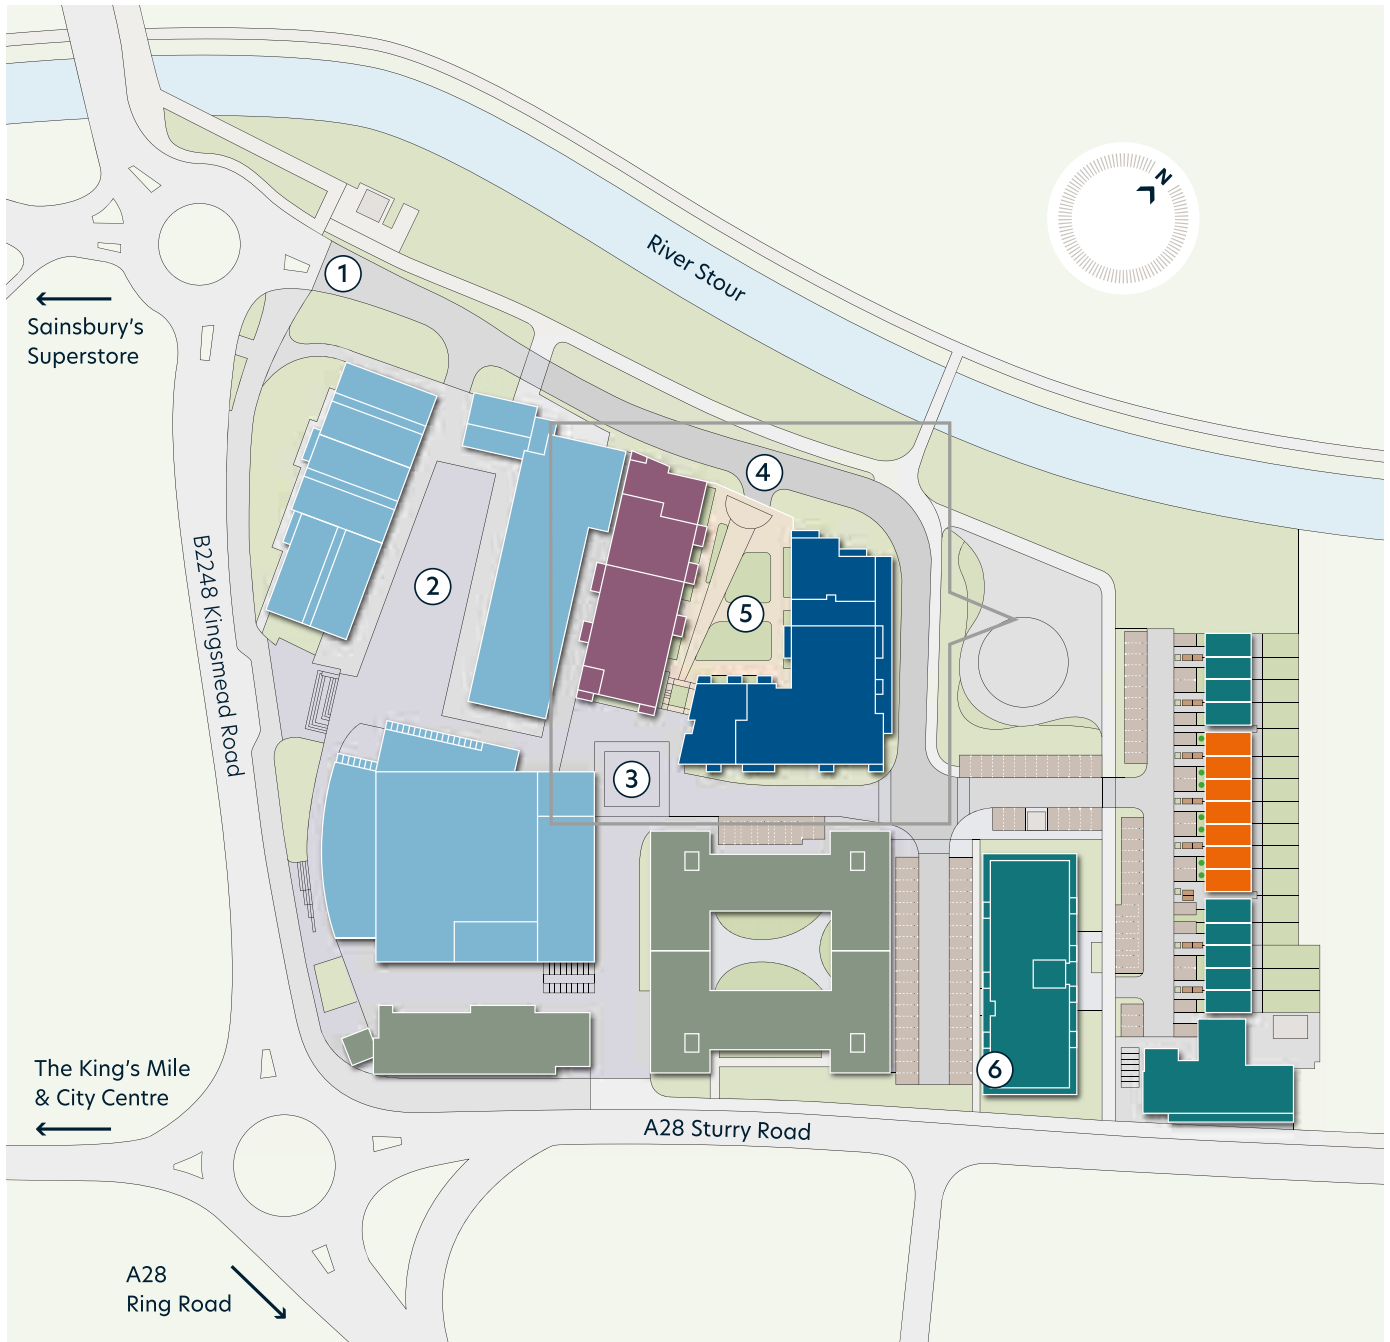 N
River Stour
1
Sainsbury's
Superstore
4
2
5
B2248 Kingsmead Road
3
6
The King's Mile
& City Centre
A28 Sturry Road
A28
Ring Road